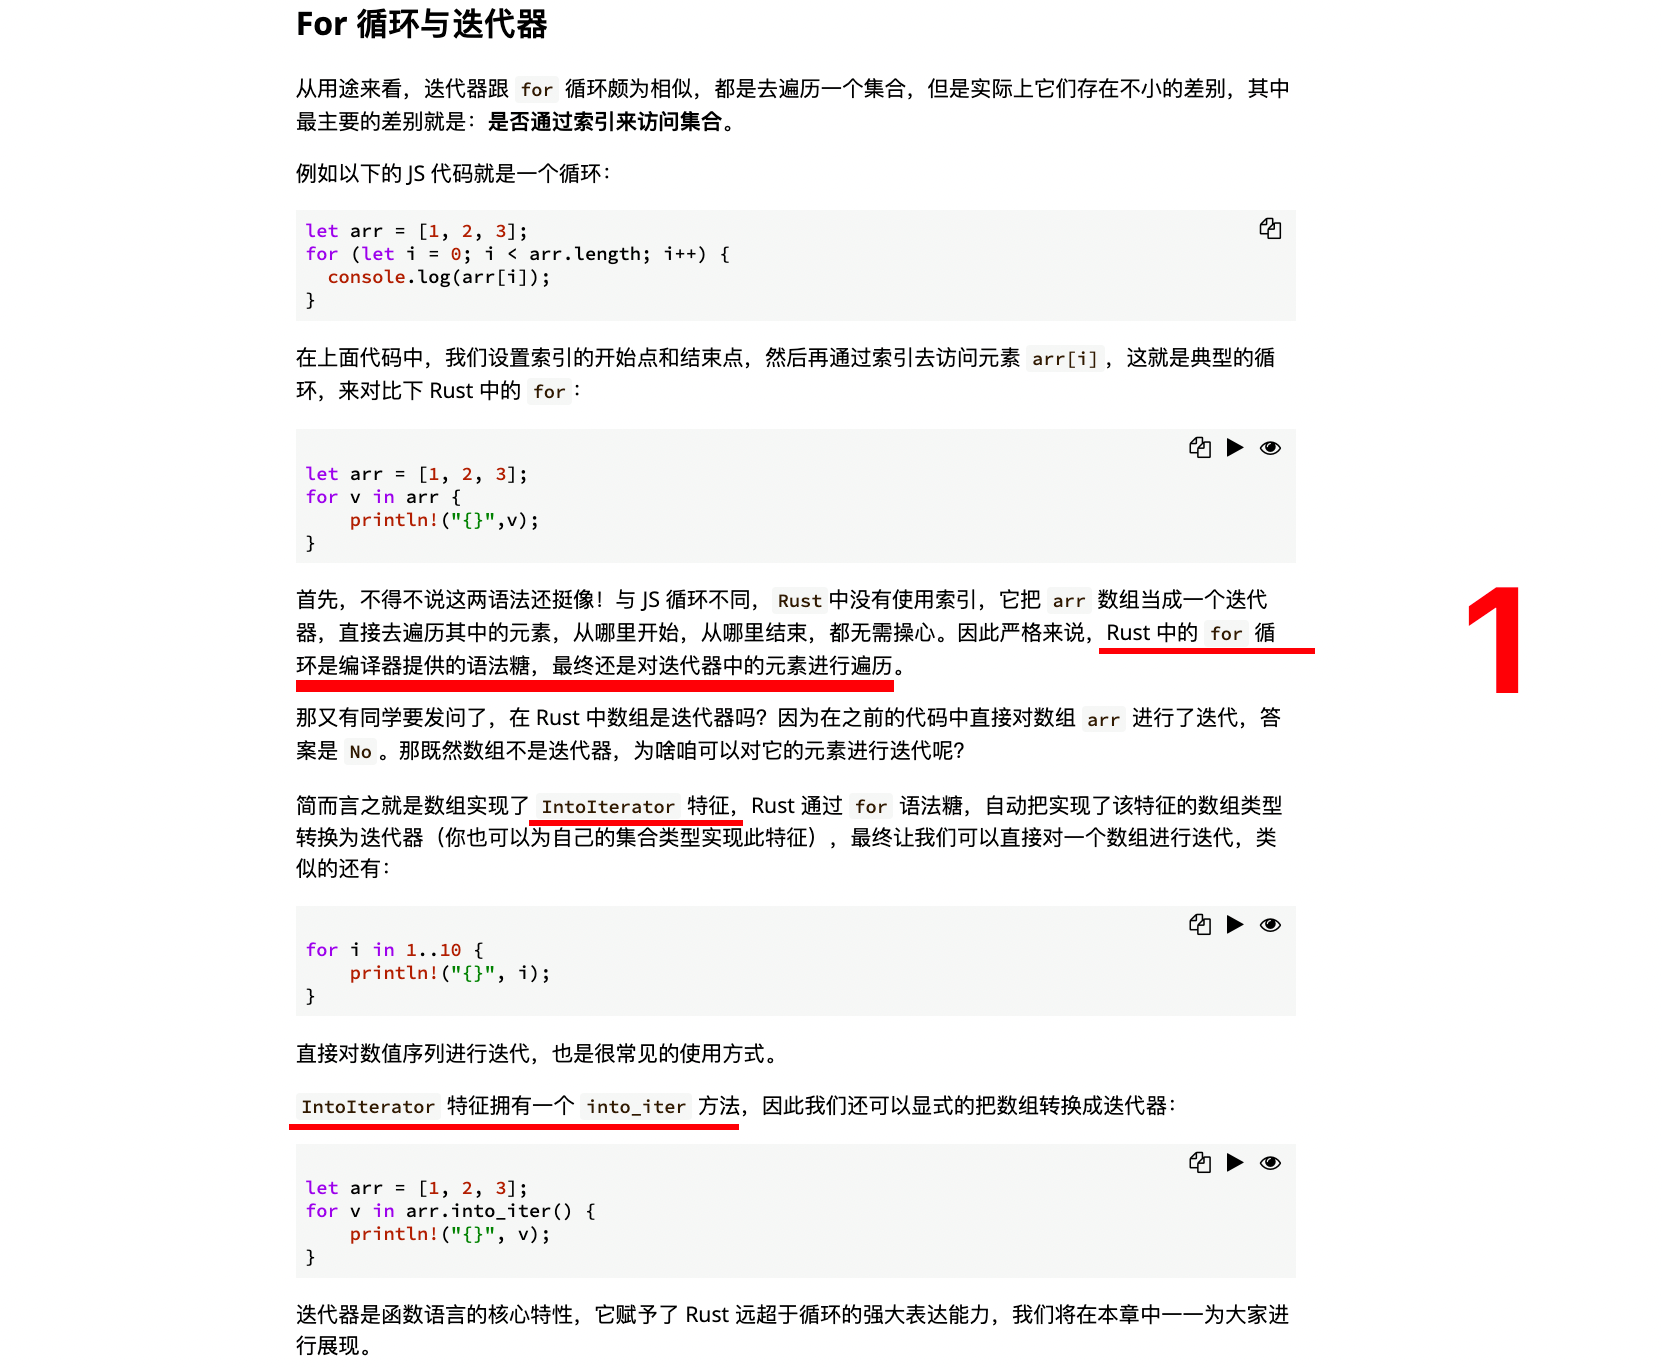 For 循环与迭代器
从用途来看，迭代器跟 for 循环颇为相似，都是去遍历一个集合，但是实际上它们存在不小的差别，其中
最主要的差别就是：是否通过索引来访问集合。
例如以下的 JS 代码就是一个循环：
let arr = [1, 2, 3];
for (let i = 0; i < arr.length; i++) {
  console.log(arr[i]);
}
在上面代码中，我们设置索引的开始点和结束点，然后再通过索引去访问元素 arr[i]，这就是典型的循
环，来对比下 Rust 中的 for：
let arr = [1, 2, 3];
for v in arr {
    println!("{}",v);
}
首先，不得不说这两语法还挺像！与 JS 循环不同，Rust 中没有使用索引，它把 arr 数组当成一个迭代
器，直接去遍历其中的元素，从哪里开始，从哪里结束，都无需操心。因此严格来说，Rust 中的 for 循
环是编译器提供的语法糖，最终还是对迭代器中的元素进行遍历。
1
那又有同学要发问了，在 Rust 中数组是迭代器吗？因为在之前的代码中直接对数组 arr 进行了迭代，答
案是 No。那既然数组不是迭代器，为啥咱可以对它的元素进行迭代呢？
简而言之就是数组实现了 IntoIterator 特征，Rust 通过 for 语法糖，自动把实现了该特征的数组类型
转换为迭代器（你也可以为自己的集合类型实现此特征），最终让我们可以直接对一个数组进行迭代，类
似的还有：
for i in 1..10 {
    println!("{}", i);
}
直接对数值序列进行迭代，也是很常见的使用方式。
IntoIterator 特征拥有一个 into_iter 方法，因此我们还可以显式的把数组转换成迭代器：
let arr = [1, 2, 3];
for v in arr.into_iter() {
    println!("{}", v);
}
迭代器是函数语言的核心特性，它赋予了 Rust 远超于循环的强大表达能力，我们将在本章中一一为大家进
行展现。